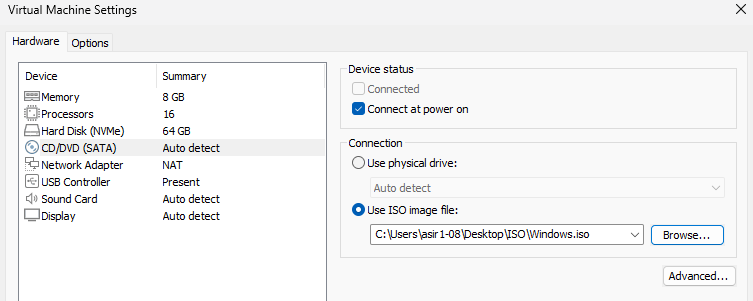 Virtual Machine Settings
Hardware Options
Device Summary
Memory 8 GB
Processors 16
Hard Disk (NVMe) 64 GB
CD/DVD (SATA) Auto detect
Network Adapter NAT
USB Controller Present
Sound Card Auto detect
Display Auto detect
Device status
Connected
Connect at power on
Connection
Use physical drive:
Auto detect
Use ISO image file:
C:\Users\asir1-08\Desktop\ISO\Windows.iso Browse...
Advanced...